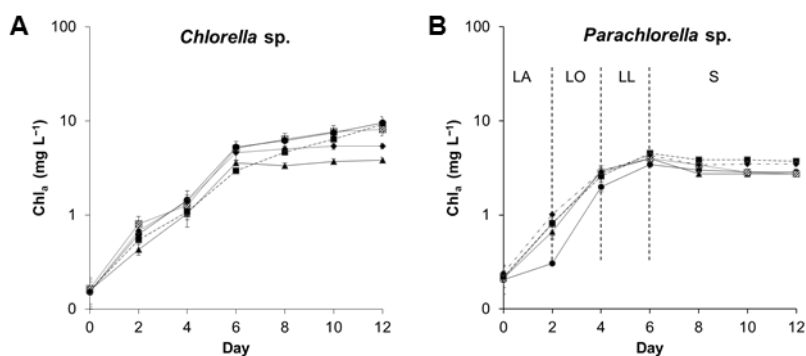 A
Chlorella sp.
100
10
1
0
Chlₐ (mg L⁻¹)
0 2 4 6 8 10 12
Day
B
Parachlorella sp.
LA LO LL S
100
10
1
0
Chlₐ (mg L⁻¹)
0 2 4 6 8 10 12
Day